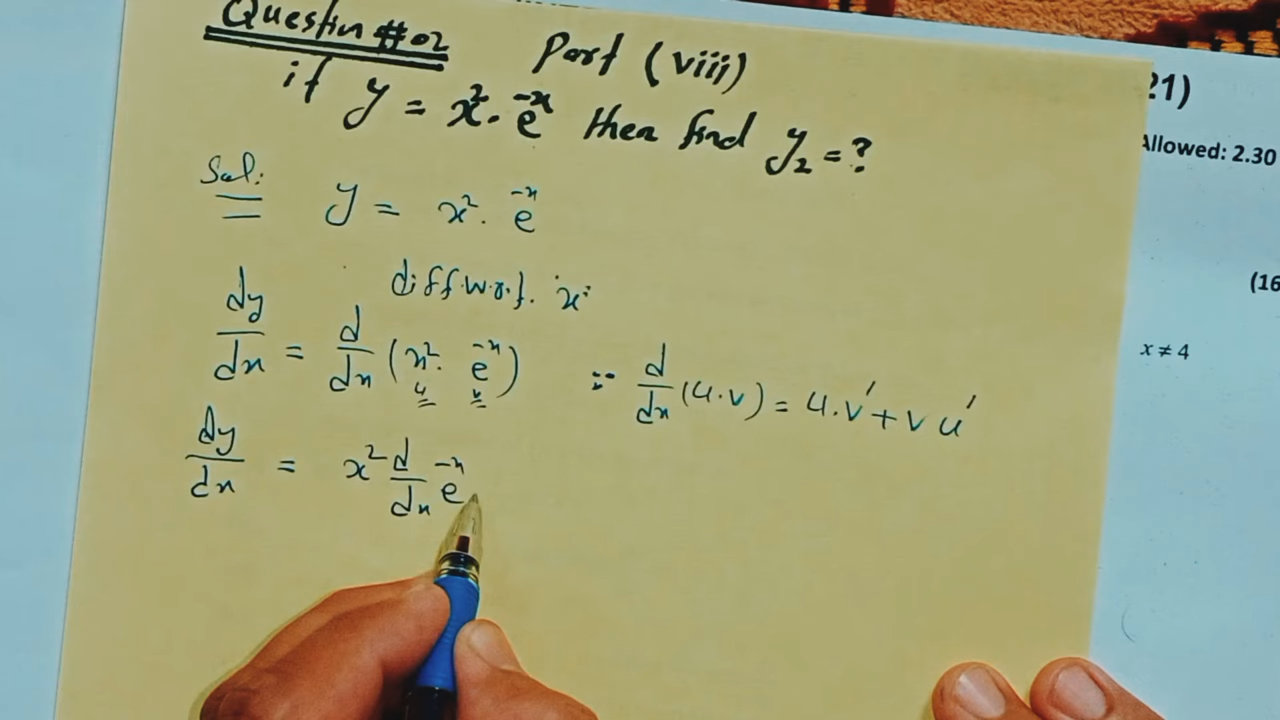 Questin #02 Part (viii)
if y = x². e⁻ˣ then find y₂ = ?
Sol: y = x². e⁻ˣ
diff w.r.t. 'x'
dy/dx = d/dx (x². e⁻ˣ) ∵ d/dx (u.v) = u.v' + v u'
u v
dy/dx = x² d/dx e⁻ˣ
21)
Allowed: 2.30
(16
x ≠ 4